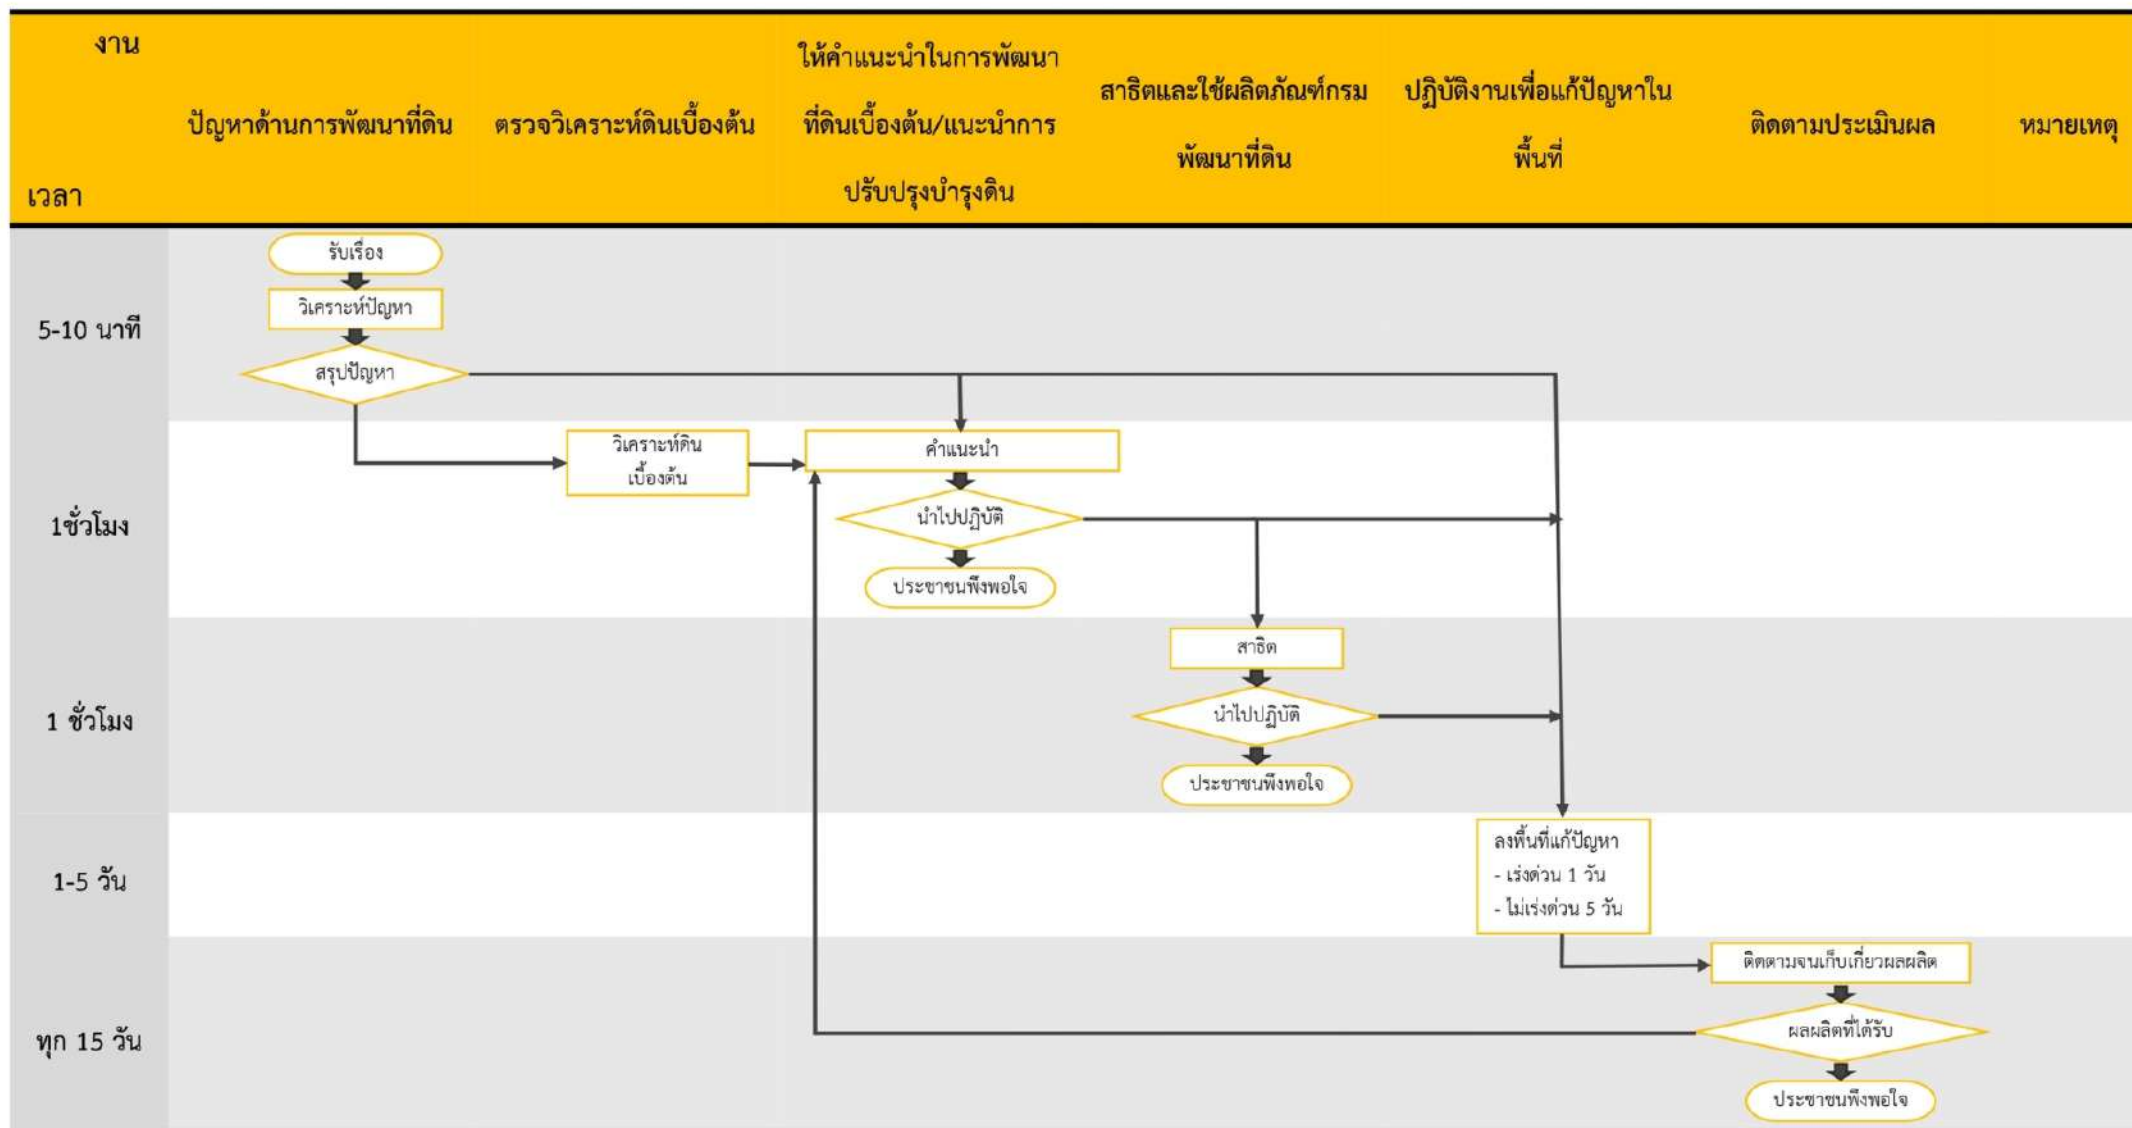 งาน
เวลา
ปัญหาด้านการพัฒนาที่ดิน
ตรวจวิเคราะห์ดินเบื้องต้น
ให้คำแนะนำในการพัฒนา
ที่ดินเบื้องต้น/แนะนำการ
ปรับปรุงบำรุงดิน
สาธิตและใช้ผลิตภัณฑ์กรม
พัฒนาที่ดิน
ปฏิบัติงานเพื่อแก้ปัญหาใน
พื้นที่
ติดตามประเมินผล
หมายเหตุ
5-10 นาที
รับเรื่อง
วิเคราะห์ปัญหา
สรุปปัญหา
1ชั่วโมง
วิเคราะห์ดิน
เบื้องต้น
คำแนะนำ
นำไปปฏิบัติ
ประชาชนพึงพอใจ
1 ชั่วโมง
สาธิต
นำไปปฏิบัติ
ประชาชนพึงพอใจ
1-5 วัน
ลงพื้นที่แก้ปัญหา
- เร่งด่วน 1 วัน
- ไม่เร่งด่วน 5 วัน
ทุก 15 วัน
ติดตามจนเก็บเกี่ยวผลผลิต
ผลผลิตที่ได้รับ
ประชาชนพึงพอใจ